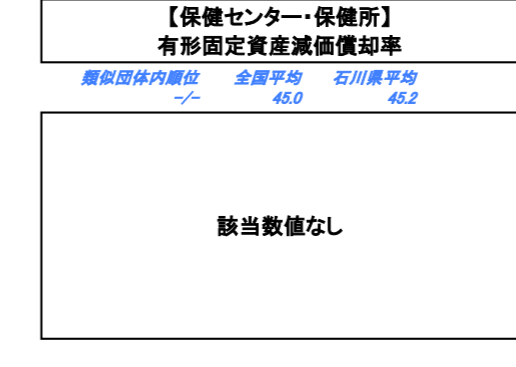 【保健センター・保健所】
有形固定資産減価償却率
類似団体内順位 全国平均 石川県平均
-/- 45.0 45.2
該当数値なし